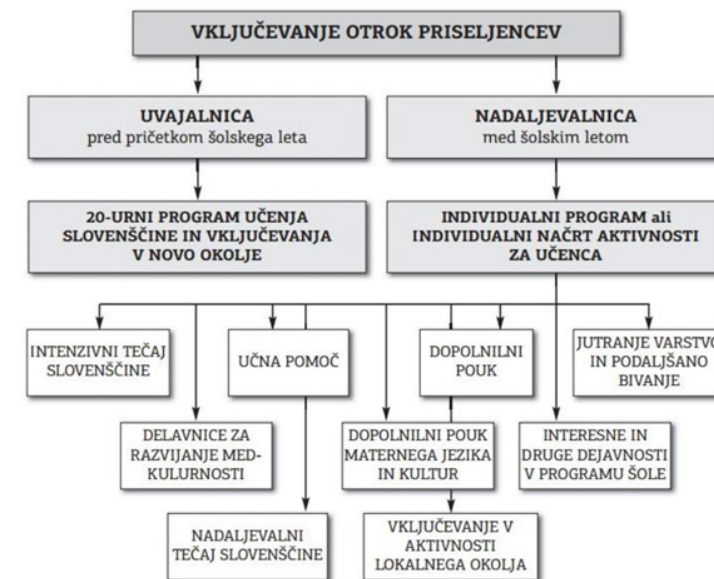 VKLJUČEVANJE OTROK PRISELJENCEV
UVAJALNICA
pred pričetkom šolskega leta
NADALJEVALNICA
med šolskim letom
20-URNI PROGRAM UČENJA
SLOVENŠČINE IN VKLJUČEVANJA
V NOVO OKOLJE
INDIVIDUALNI PROGRAM ali
INDIVIDUALNI NAČRT AKTIVNOSTI
ZA UČENCA
INTENZIVNI TEČAJ
SLOVENŠČINE
UČNA POMOČ
DOPOLNILNI
POUK
JUTRANJE VARSTVO
IN PODALJŠANO
BIVANJE
DELAVNICE ZA
RAZVIJANJE MED-
KULURNOSTI
DOPOLNILNI POUK
MATERNEGA JEZIKA
IN KULTUR
INTERESNE IN
DRUGE DEJAVNOSTI
V PROGRAMU ŠOLE
NADALJEVALNI
TEČAJ SLOVENŠČINE
VKLJUČEVANJE V
AKTIVNOSTI
LOKALNEGA OKOLJA